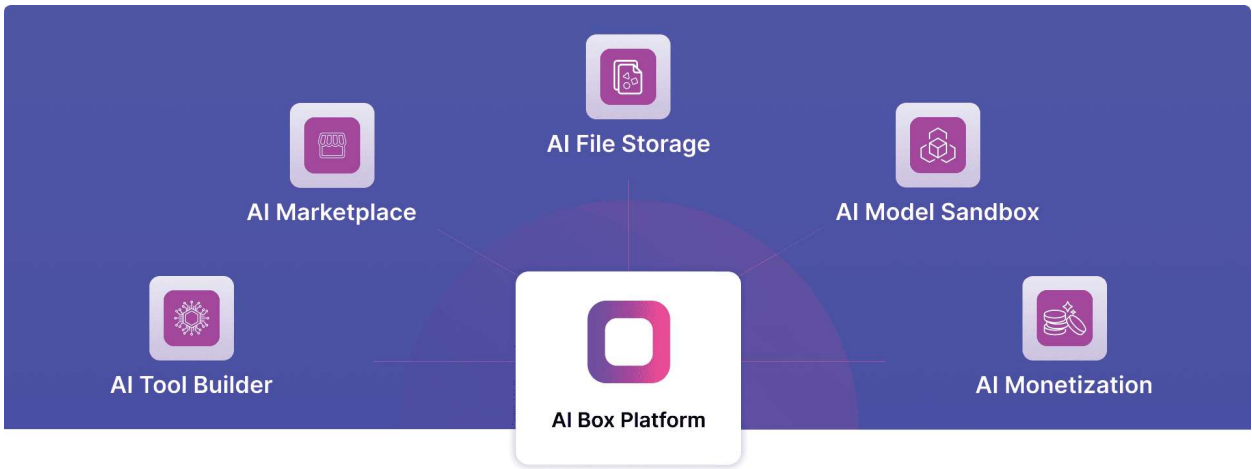 AI File Storage
AI Marketplace
AI Model Sandbox
AI Tool Builder
AI Monetization
AI Box Platform